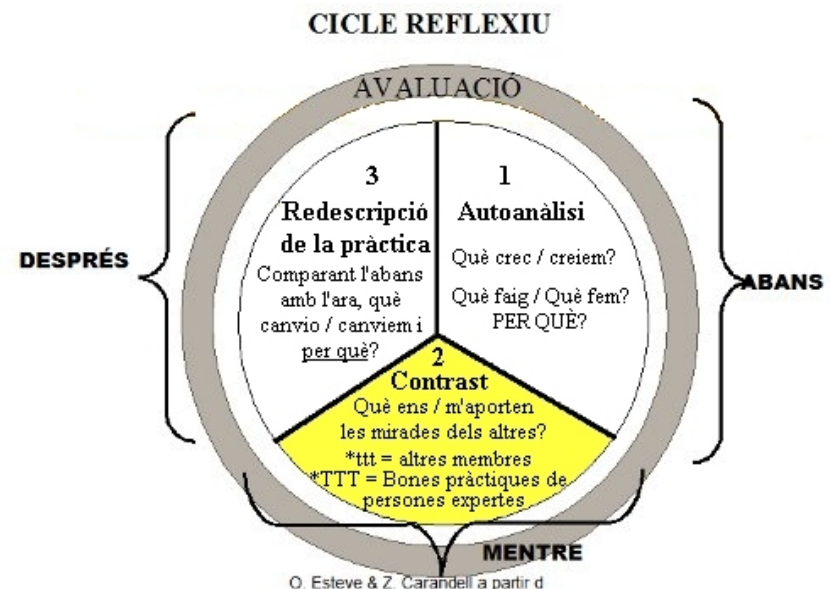 CICLE REFLEXIU
AVALUACIÓ
DESPRÉS
3
Redescripció
de la pràctica
Comparant l'abans
amb l'ara, què
canvio / canviem i
per què?
1
Autoanàlisi
Què crec / creiem?
Què faig / Què fem?
PER QUÈ?
ABANS
2
Contrast
Què ens / m'aporten
les mirades dels altres?
*ttt = altres membres
*TTT = Bones pràctiques de
persones expertes
MENTRE
O. Esteve & Z. Carandell a partir d